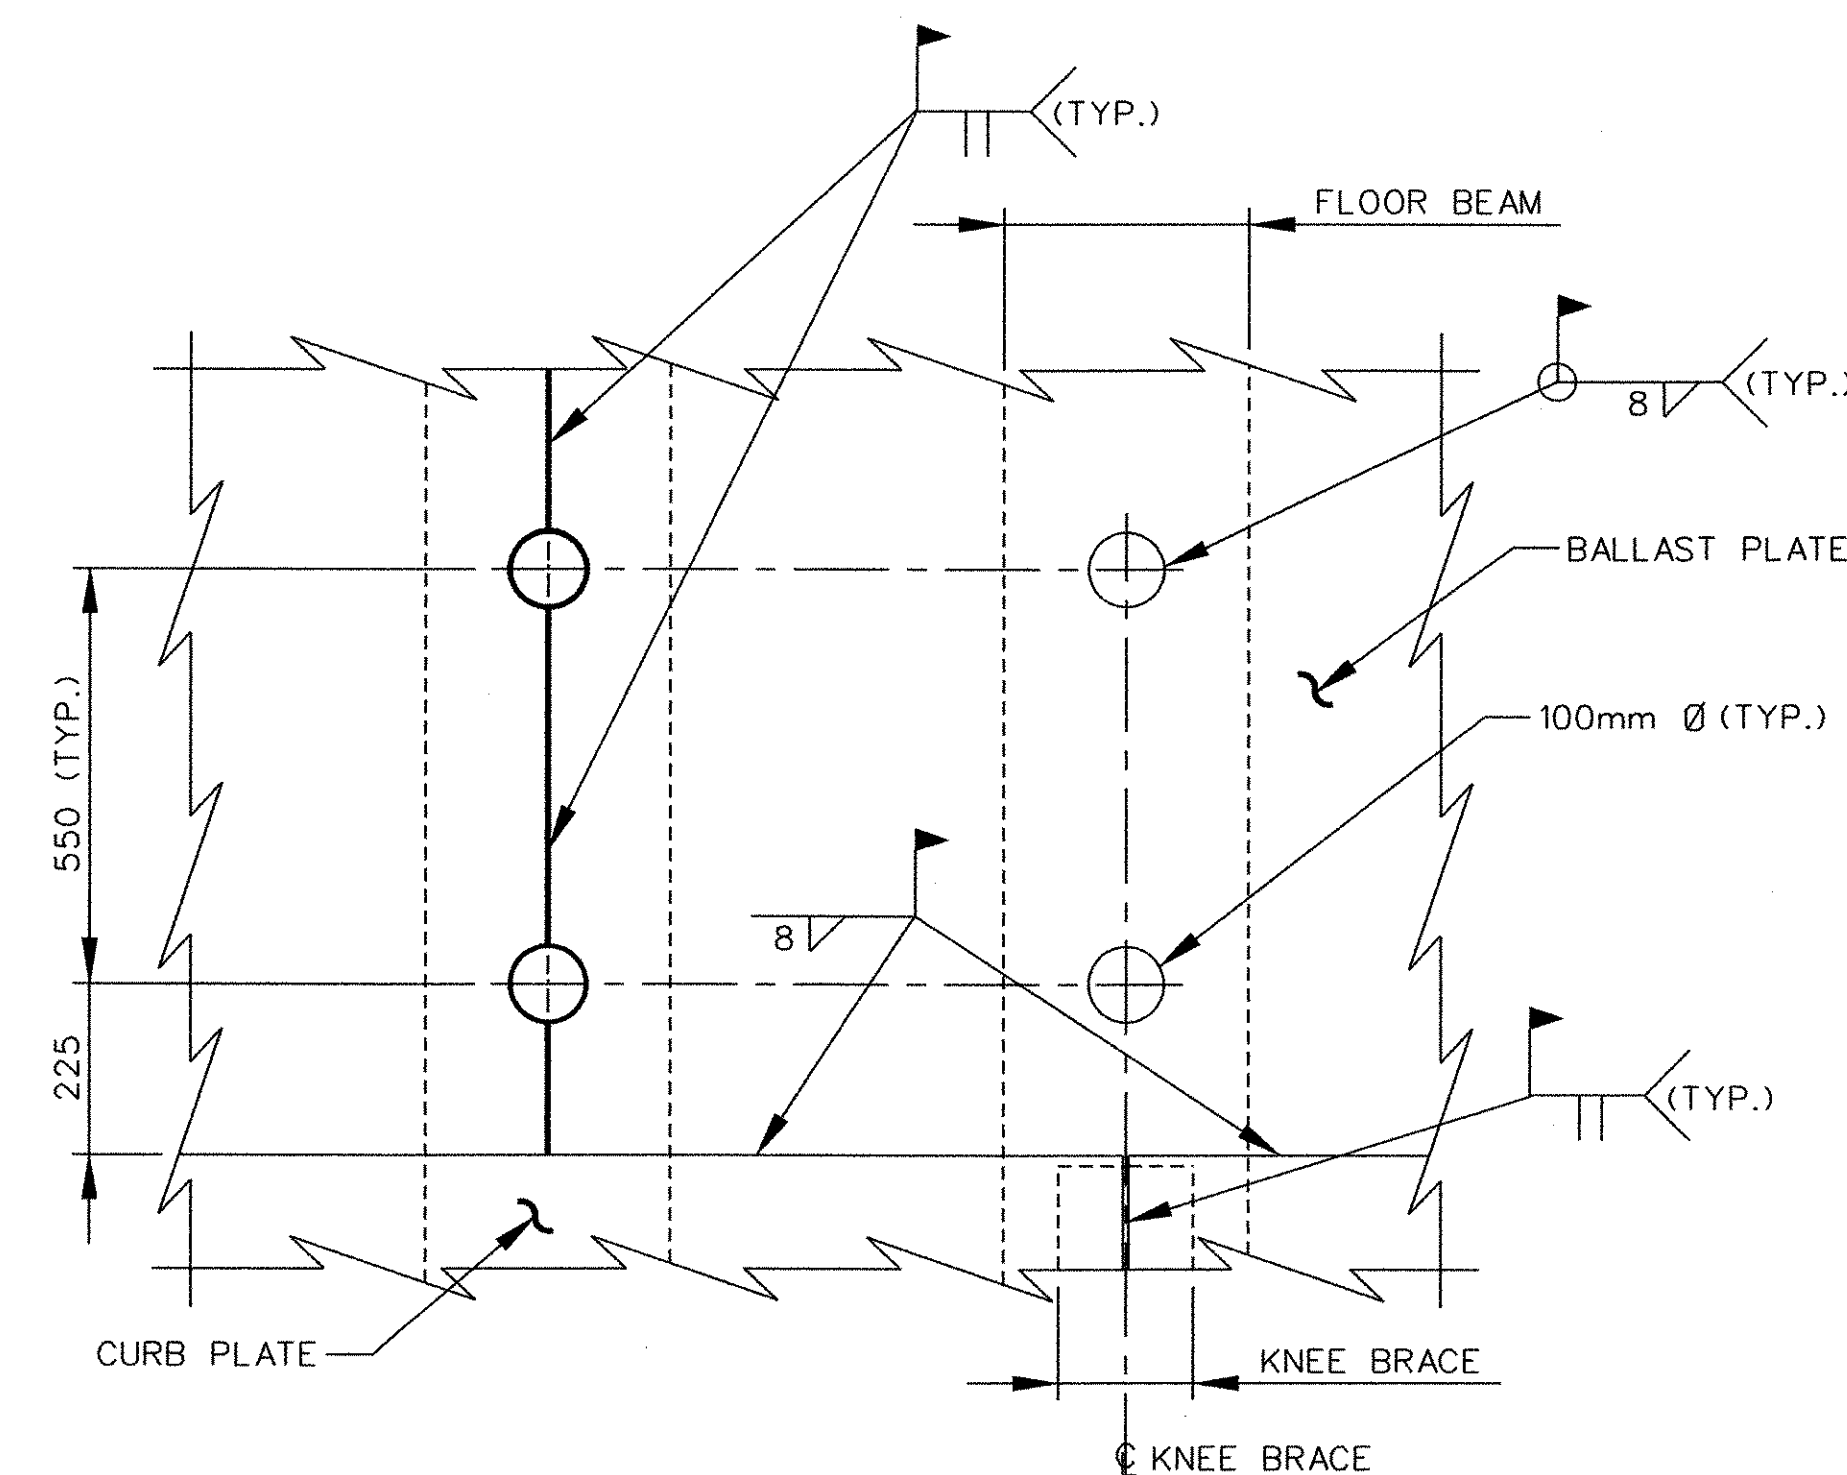 (TYP.)
FLOOR BEAM
8
(TYP.)
BALLAST PLATE
100mm Ø (TYP.)
550 (TYP.)
8
225
(TYP.)
CURB PLATE
KNEE BRACE
℄ KNEE BRACE